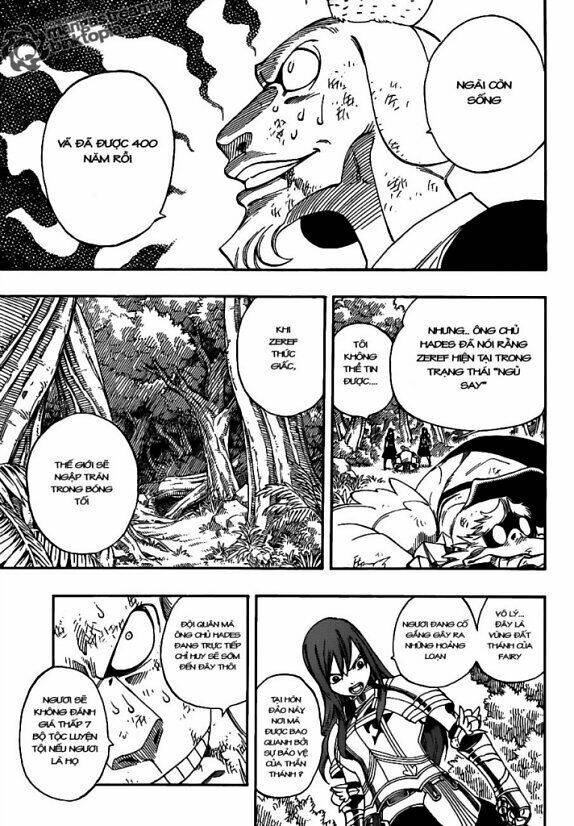 NGÀI CÒN
SỐNG
VÃ ĐÃ ĐƯỢC 400
NĂM RỒI
NHƯNG... ÔNG CHỦ
HADES ĐÃ NÓI RẰNG
ZEREF HIỆN TẠI TRONG
TRẠNG THÁI "NGỦ
SAY"
TÔI
KHÔNG
THỂ TIN
ĐƯỢC....
KHI
ZEREF
THỨC
GIẤC,
THẾ GIỚI SẼ
NGẬP TRÀN
TRONG BÓNG
TỐI
VÔ LÝ...
ĐÂY LÀ
VÙNG ĐẤT
THÁNH CỦA
FAIRY
NGƯƠI ĐANG CỐ
GẮNG GÂY RA
NHỮNG HOẢNG
LOẠN
TẠI HÒN
ĐẢO NÀY
NƠI MÀ
ĐƯỢC BAO
QUANH BỞI
SỰ BẢO
VỆ CỦA
THẦN
THÁNH ?
ĐỘI QUÂN MÀ
ÔNG CHỦ HADES
ĐANG TRỰC TIẾP
CHỈ HUY SẼ SỚM
ĐẾN ĐÂY THÔI
NGƯƠI SẼ
KHÔNG ĐÁNH
GIÁ THẤP 7
BỘ TỘC LUYỆN
TỘI NẾU NGƯƠI
LÀ HỌ